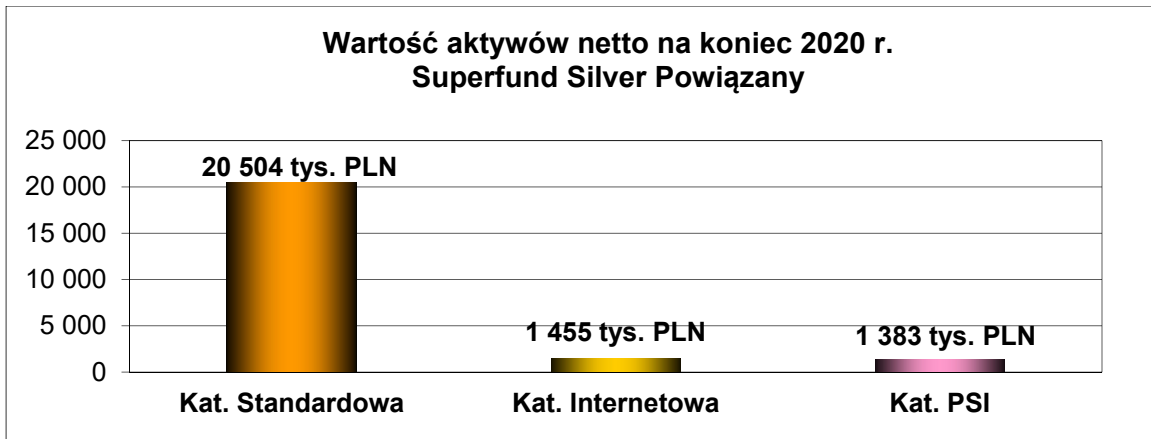 Wartość aktywów netto na koniec 2020 r.
Superfund Silver Powiązany
25 000
20 504 tys. PLN
20 000
15 000
10 000
5 000
1 455 tys. PLN
1 383 tys. PLN
0
Kat. Standardowa
Kat. Internetowa
Kat. PSI